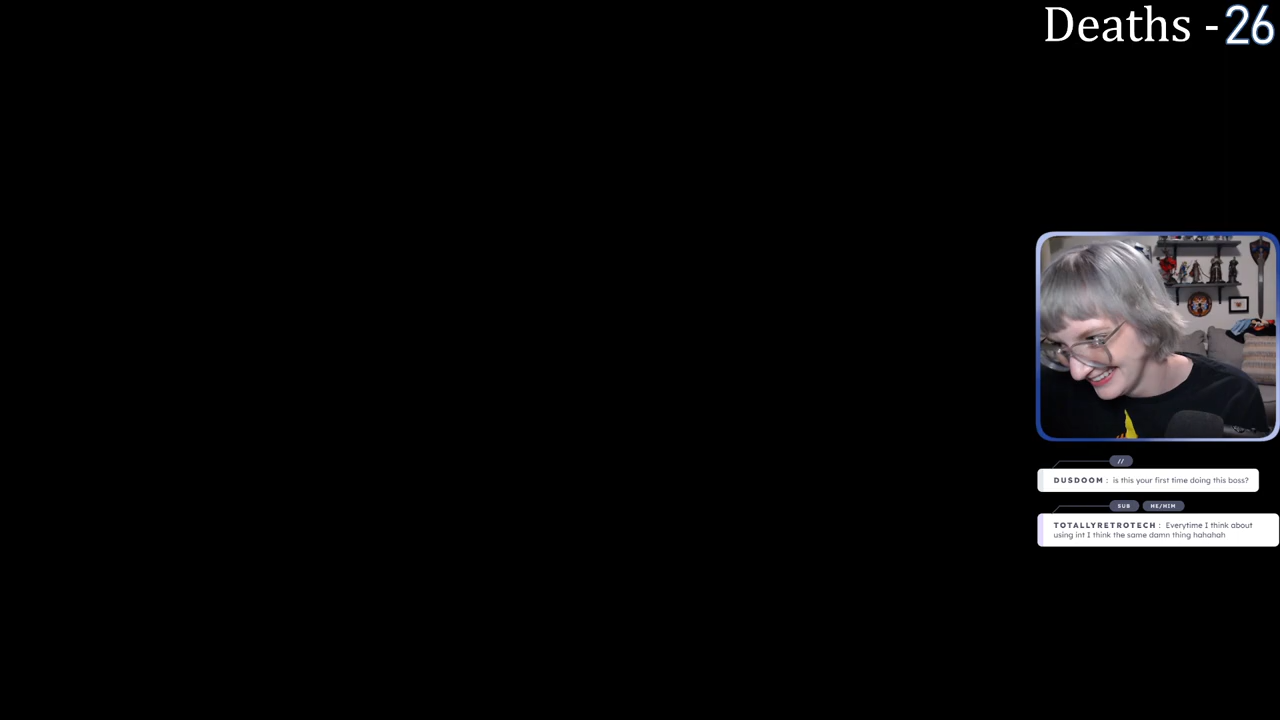 Deaths - 26
//
DUSDOOM : is this your first time doing this boss?
SUB HE/HIM
TOTALLYRETROTECH : Everytime I think about
using int I think the same damn thing hahahah